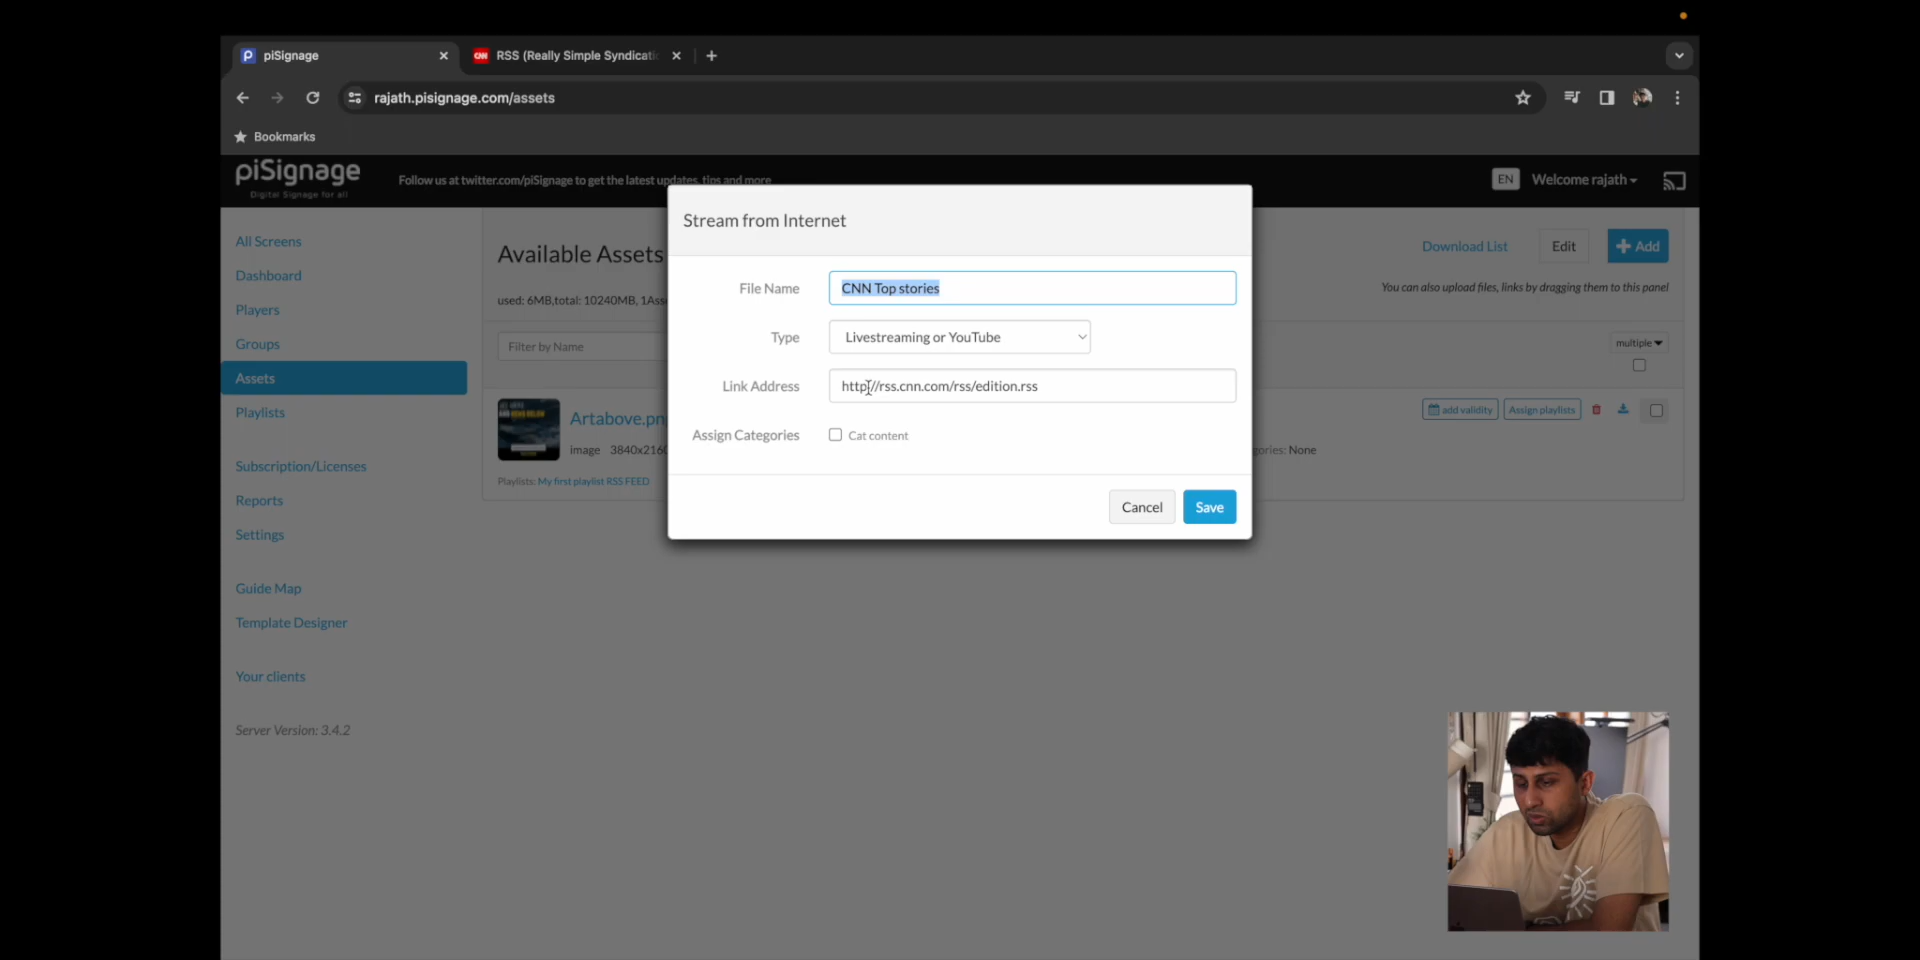 piSignage
RSS (Really Simple Syndicati
rajath.pisignage.com/assets
Bookmarks
piSignage
Digital Signage for all
Follow us at twitter.com/piSignage to get the latest updates, tips and more
EN
Welcome rajath
All Screens
Dashboard
Players
Groups
Assets
Playlists
Subscription/Licenses
Reports
Settings
Guide Map
Template Designer
Your clients
Server Version: 3.4.2
Available Assets
Download List
Edit
+ Add
used: 6MB,total: 10240MB, 1Asse
You can also upload files, links by dragging them to this panel
Filter by Name
multiple
Artabove.pn
image 3840x2160
add validity
Assign playlists
gories: None
Playlists: My first playlist RSS FEED
Stream from Internet
File Name
CNN Top stories
Type
Livestreaming or YouTube
Link Address
http://rss.cnn.com/rss/edition.rss
Assign Categories
Cat content
Cancel
Save